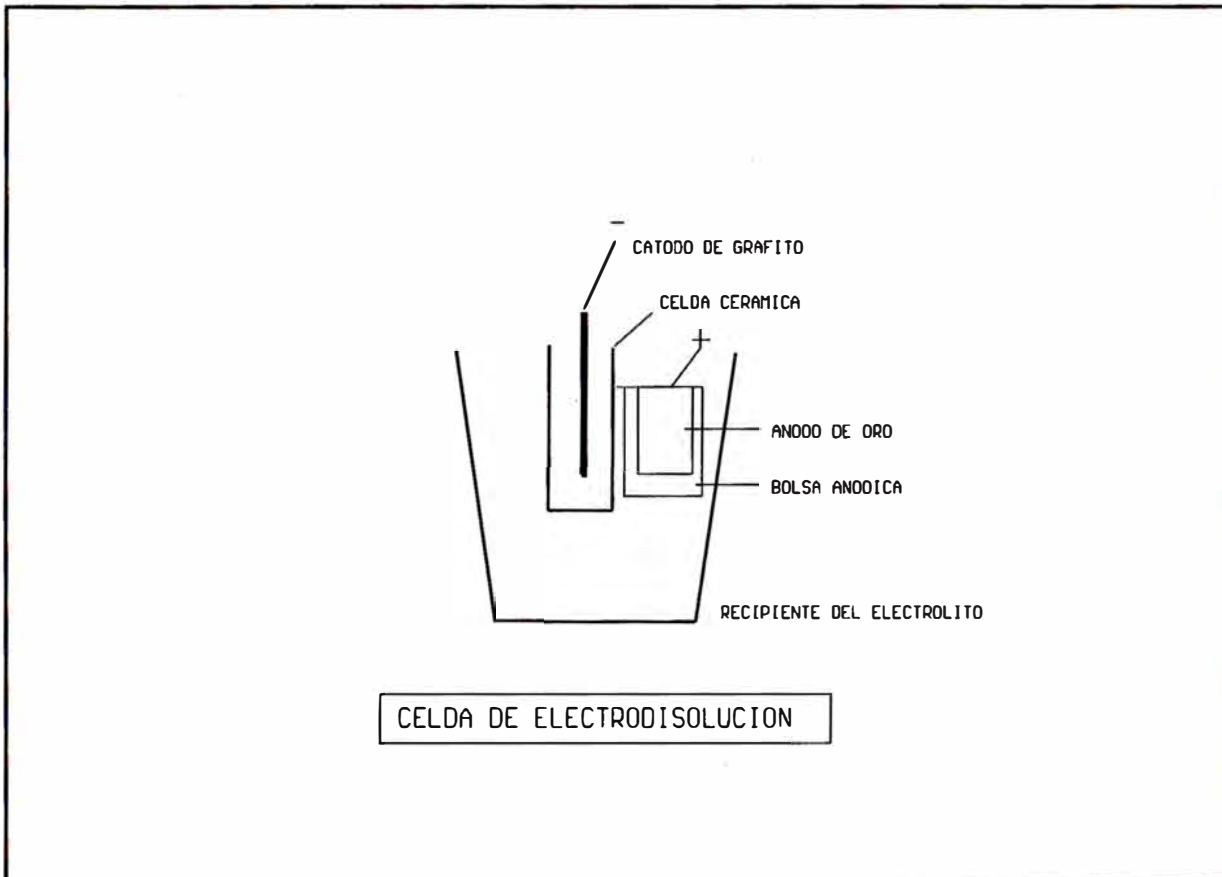 -
CATODO DE GRAFITO
CELDA CERAMICA
+
ANODO DE ORO
BOLSA ANODICA
RECIPIENTE DEL ELECTROLITO
CELDA DE ELECTRODISOLUCION